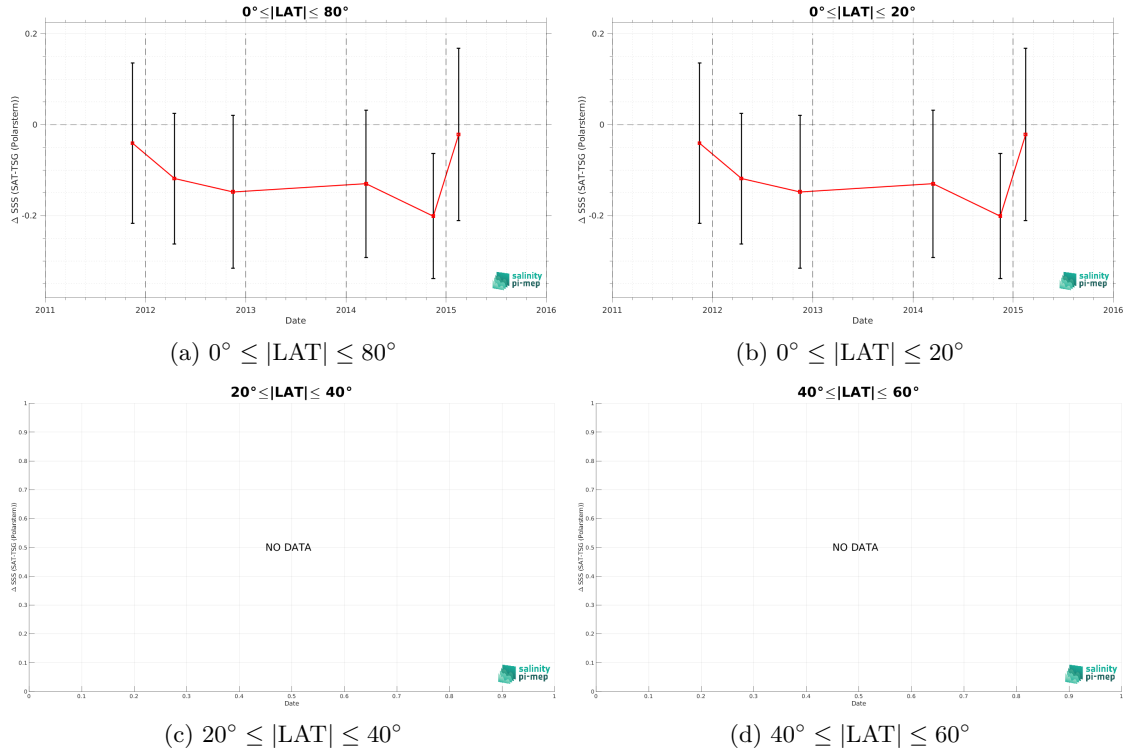 0°≤|LAT|≤ 80°
Δ SSS (SAT-TSG (Polarstern))
0.2
0
-0.2
2011 2012 2013 2014 2015 2016
Date
salinity
pi-mep
(a) 0° ≤ |LAT| ≤ 80°
0°≤|LAT|≤ 20°
Δ SSS (SAT-TSG (Polarstern))
0.2
0
-0.2
2011 2012 2013 2014 2015 2016
Date
salinity
pi-mep
(b) 0° ≤ |LAT| ≤ 20°
20°≤|LAT|≤ 40°
Δ SSS (SAT-TSG (Polarstern))
1
0.9
0.8
0.7
0.6
0.5
0.4
0.3
0.2
0.1
0
NO DATA
0 0.1 0.2 0.3 0.4 0.5 0.6 0.7 0.8 0.9 1
Date
salinity
pi-mep
(c) 20° ≤ |LAT| ≤ 40°
40°≤|LAT|≤ 60°
Δ SSS (SAT-TSG (Polarstern))
1
0.9
0.8
0.7
0.6
0.5
0.4
0.3
0.2
0.1
0
NO DATA
0 0.1 0.2 0.3 0.4 0.5 0.6 0.7 0.8 0.9 1
Date
salinity
pi-mep
(d) 40° ≤ |LAT| ≤ 60°